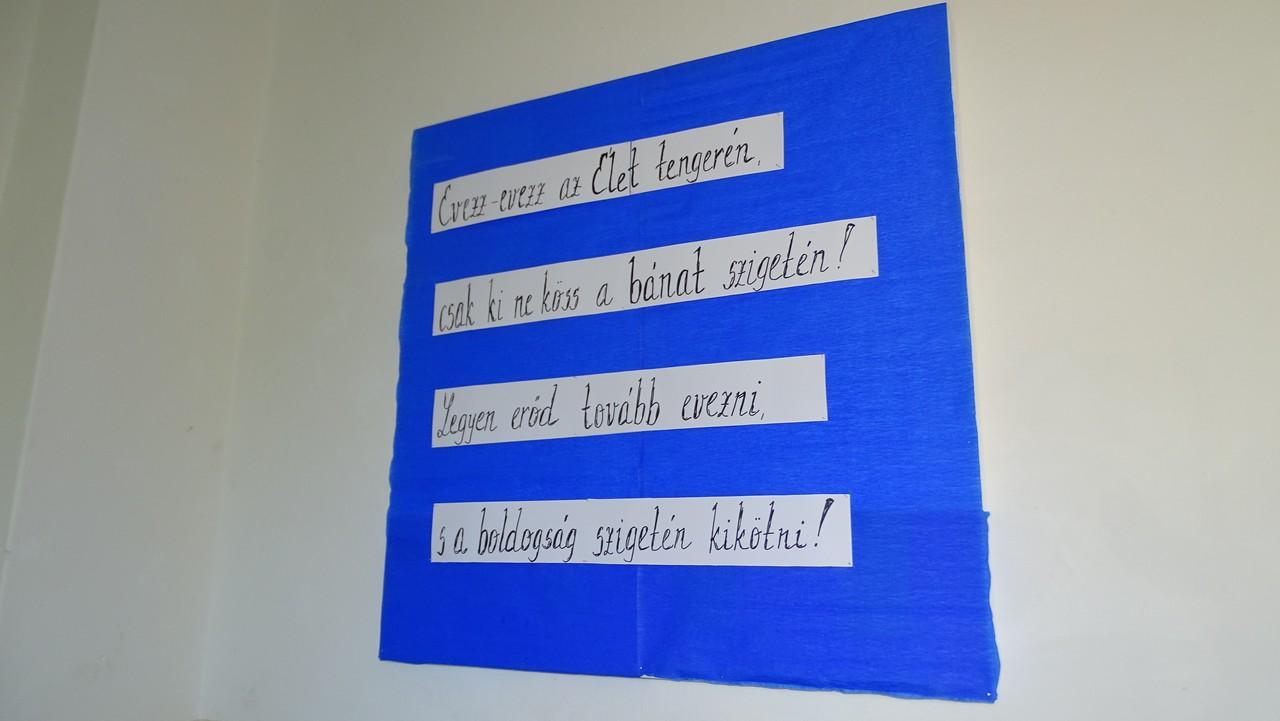 Evezz-evezz az Élet tengerén,
csak ki ne köss a bánat szigetén!
Legyen erőd tovább evezni,
s a boldogság szigetén kikötni!